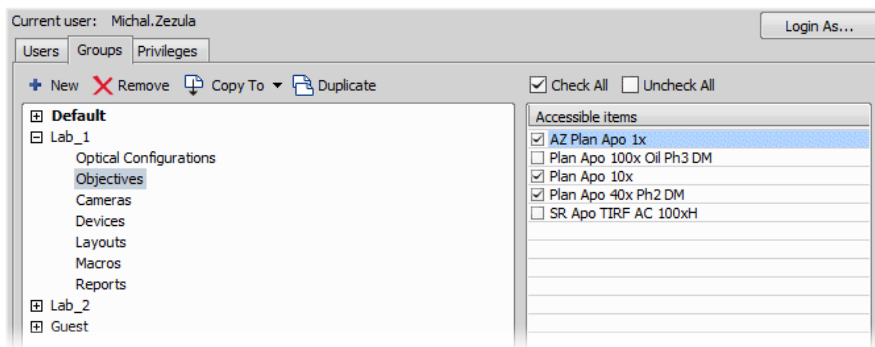 Current user: Michal.Zezula
Login As...
Users Groups Privileges
New Remove Copy To Duplicate
Check All Uncheck All
Default
Lab_1
Optical Configurations
Objectives
Cameras
Devices
Layouts
Macros
Reports
Lab_2
Guest
Accessible items
AZ Plan Apo 1x
Plan Apo 100x Oil Ph3 DM
Plan Apo 10x
Plan Apo 40x Ph2 DM
SR Apo TIRF AC 100xH